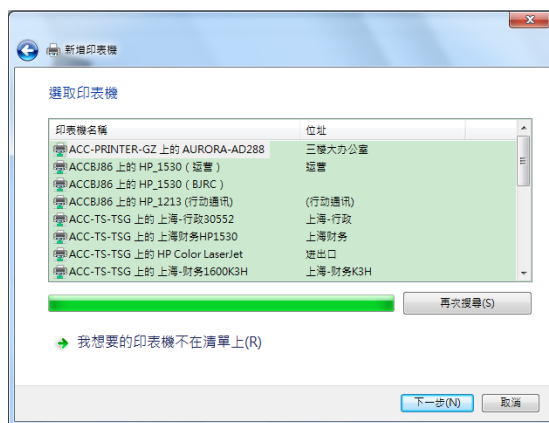 新增印表機
選取印表機
印表機名稱 位址
ACC-PRINTER-GZ 上的 AURORA-AD288 三樓大办公室
ACCBJ86 上的 HP_1530 ( 运营 ) 运营
ACCBJ86 上的 HP_1530 ( BJRC )
ACCBJ86 上的 HP_1213 (行动通讯) (行动通讯)
ACC-TS-TSG 上的 上海-行政30552 上海-行政
ACC-TS-TSG 上的 上海财务HP1530 上海财务
ACC-TS-TSG 上的 HP Color LaserJet 进出口
ACC-TS-TSG 上的 上海-财务1600K3H 上海-财务K3H
再次搜尋(S)
我想要的印表機不在清單上(R)
下一步(N) 取消